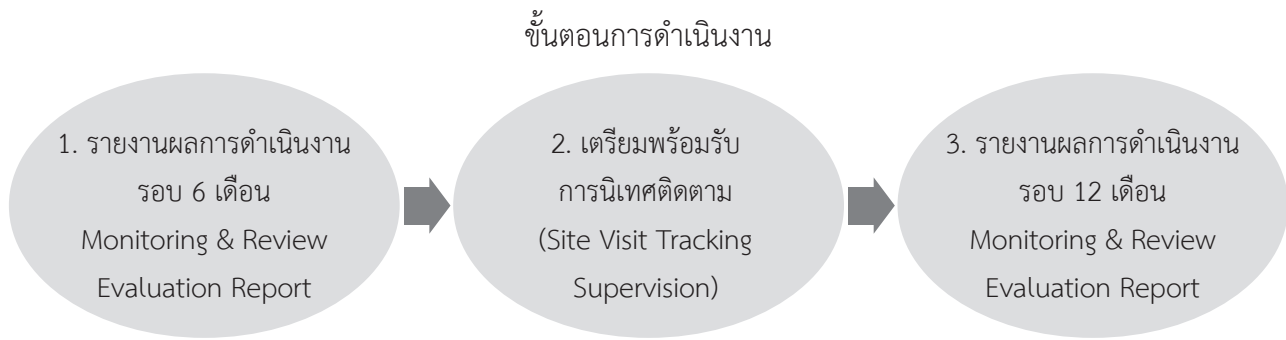 ขั้นตอนการดำเนินงาน
1. รายงานผลการดำเนินงาน
รอบ 6 เดือน
Monitoring & Review
Evaluation Report
2. เตรียมพร้อมรับ
การนิเทศติดตาม
(Site Visit Tracking
Supervision)
3. รายงานผลการดำเนินงาน
รอบ 12 เดือน
Monitoring & Review
Evaluation Report